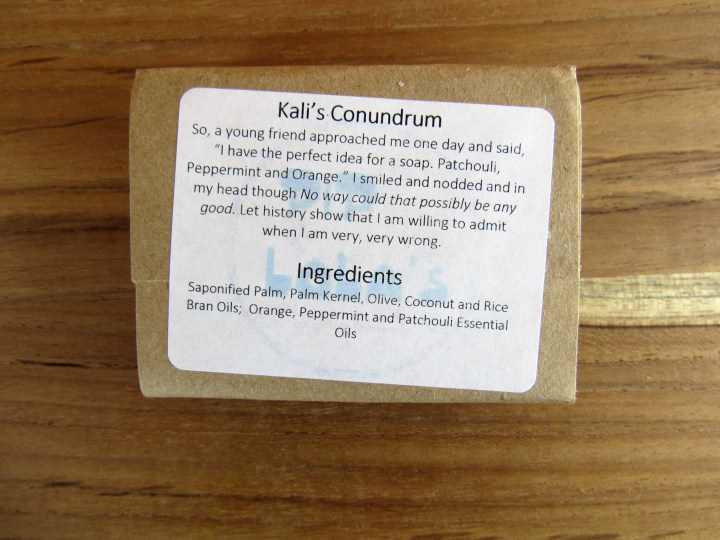 Kali's Conundrum
So, a young friend approached me one day and said,
"I have the perfect idea for a soap. Patchouli,
Peppermint and Orange." I smiled and nodded and in
my head though No way could that possibly be any
good. Let history show that I am willing to admit
when I am very, very wrong.
Ingredients
Saponified Palm, Palm Kernel, Olive, Coconut and Rice
Bran Oils; Orange, Peppermint and Patchouli Essential
Oils